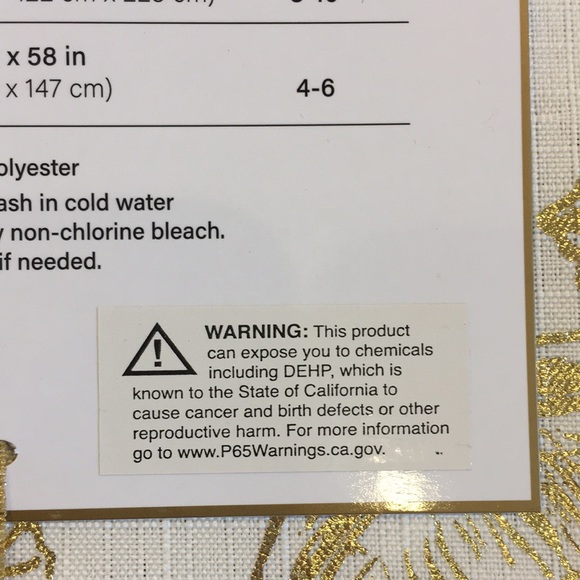 x 58 in
x 147 cm) 4-6
olyester
ash in cold water
non-chlorine bleach.
if needed.
WARNING: This product
can expose you to chemicals
including DEHP, which is
known to the State of California to
cause cancer and birth defects or other
reproductive harm. For more information
go to www.P65Warnings.ca.gov.